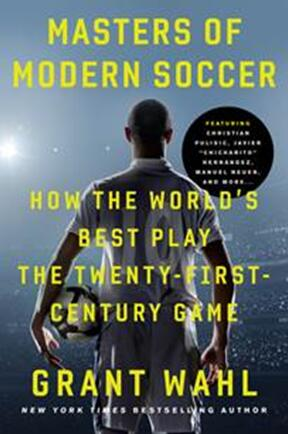 MASTERS OF
MODERN SOCCER
FEATURING
CHRISTIAN
PULISIC, JAVIER
"CHICHARITO"
HERNÁNDEZ,
MANUEL NEUER,
AND MORE...
HOW THE WORLD'S
BEST PLAY
THE TWENTY-FIRST-
CENTURY GAME
GRANT WAHL
NEW YORK TIMES BESTSELLING AUTHOR